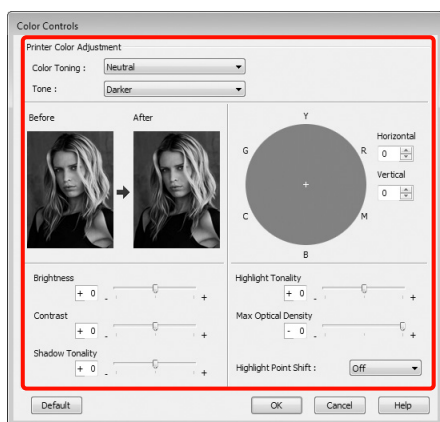 Color Controls
Printer Color Adjustment
Color Toning : Neutral
Tone : Darker
Before After
Y
G R
C M
B
Horizontal
0
Vertical
0
Brightness
+ 0 - +
Contrast
+ 0 - +
Shadow Tonality
+ 0 - +
Highlight Tonality
+ 0 - +
Max Optical Density
- 0 - +
Highlight Point Shift : Off
Default OK Cancel Help